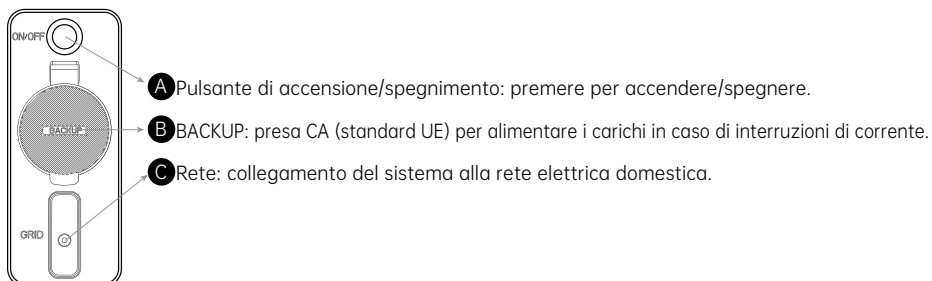 ON/OFF
A Pulsante di accensione/spegnimento: premere per accendere/spegnere.
BACKUP
B BACKUP: presa CA (standard UE) per alimentare i carichi in caso di interruzioni di corrente.
C Rete: collegamento del sistema alla rete elettrica domestica.
GRID